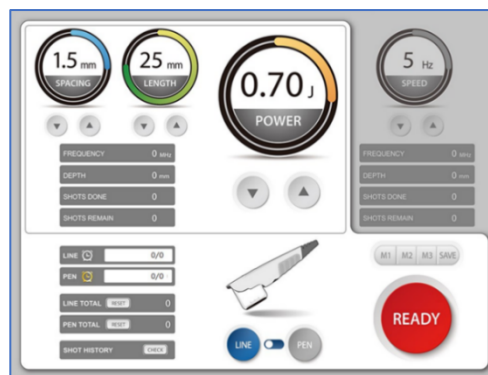 1.5 mm
SPACING
25 mm
LENGTH
0.70 J
POWER
5 Hz
SPEED
FREQUENCY 0 MHz
DEPTH 0 mm
SHOTS DONE 0
SHOTS REMAIN 0
FREQUENCY 0 MHz
DEPTH 0 mm
SHOTS DONE 0
SHOTS REMAIN 0
LINE 0/0
PEN 0/0
LINE TOTAL RESET 0
PEN TOTAL RESET 0
SHOT HISTORY CHECK
LINE PEN
M1 M2 M3 SAVE
READY